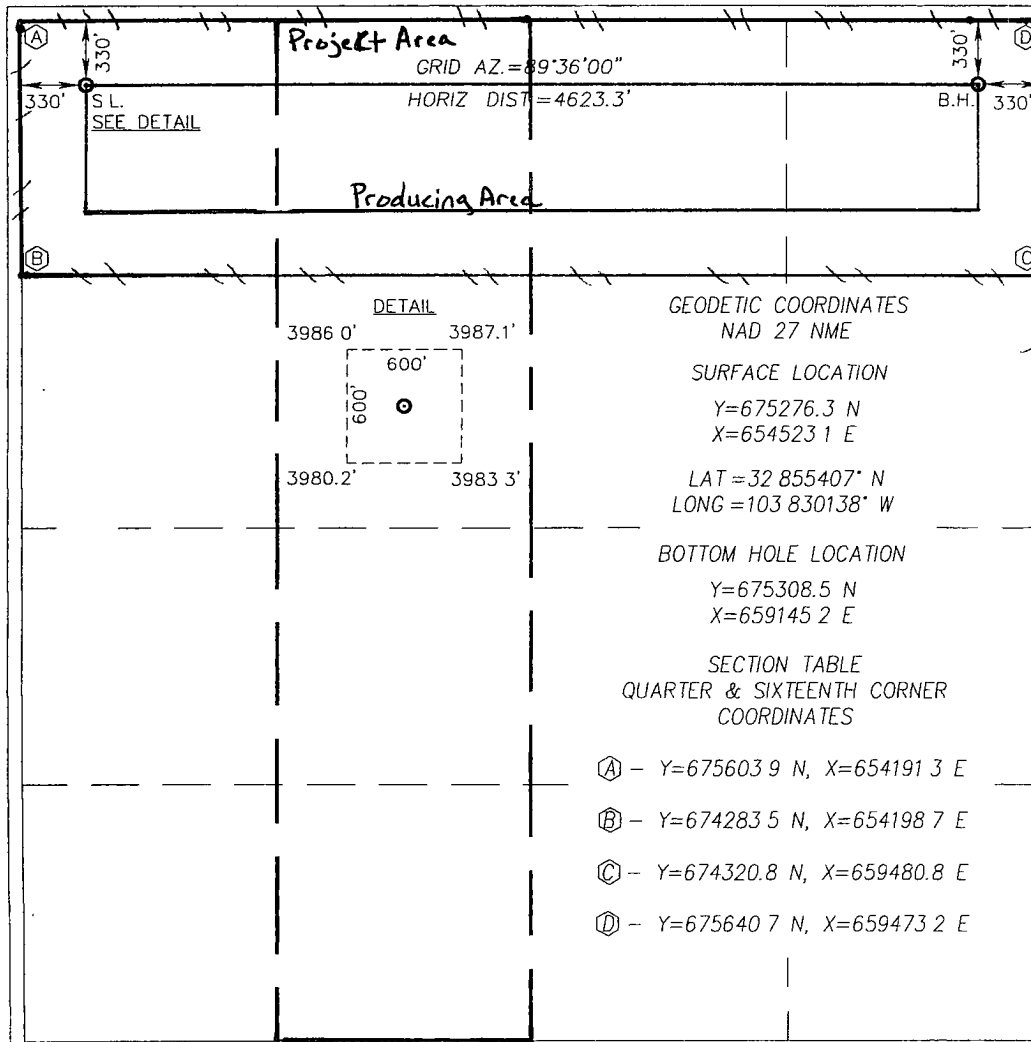 A
D
330'
330'
Projekt Area
GRID AZ.=89°36'00"
HORIZ DIST=4623.3'
330'
S L.
SEE DETAIL
B.H.
330'
Producing Area
B
C
DETAIL
3986 0'
3987.1'
600'
600'
3980.2'
3983 3'
GEODETIC COORDINATES
NAD 27 NME
SURFACE LOCATION
Y=675276.3 N
X=654523 1 E
LAT =32 855407° N
LONG =103 830138° W
BOTTOM HOLE LOCATION
Y=675308.5 N
X=659145 2 E
SECTION TABLE
QUARTER & SIXTEENTH CORNER
COORDINATES
A – Y=675603 9 N, X=654191 3 E
B – Y=674283 5 N, X=654198 7 E
C – Y=674320.8 N, X=659480.8 E
D – Y=675640 7 N, X=659473 2 E